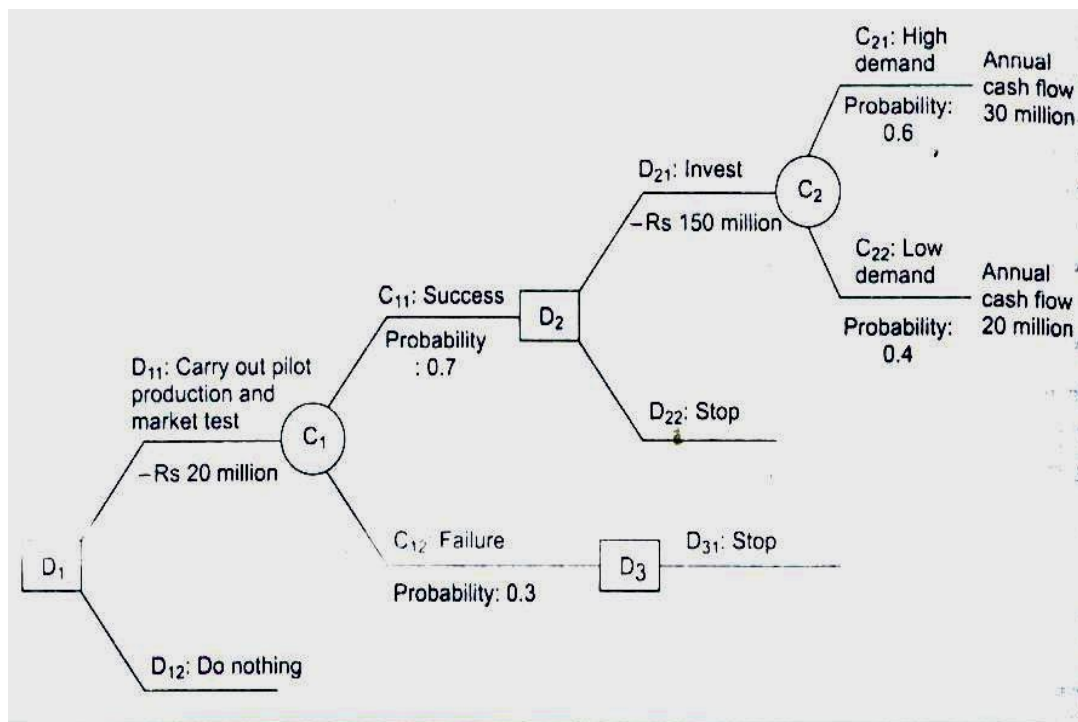 C21: High
demand
Annual
cash flow
30 million
Probability:
0.6
D21: Invest
C2
–Rs 150 million
C22: Low
demand
Annual
cash flow
20 million
Probability:
0.4
C11: Success
D2
Probability
: 0.7
D11: Carry out pilot
production and
market test
C1
–Rs 20 million
D22: Stop
C12 Failure
D3
D31: Stop
D1
Probability: 0.3
D12: Do nothing